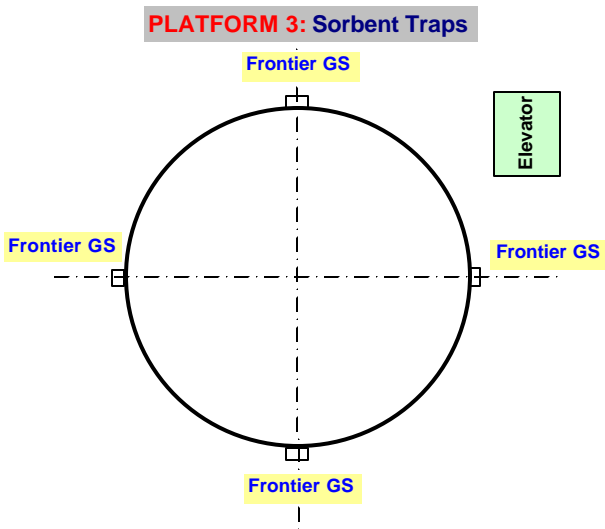 PLATFORM 3: Sorbent Traps
Frontier GS
Elevator
Frontier GS
Frontier GS
Frontier GS